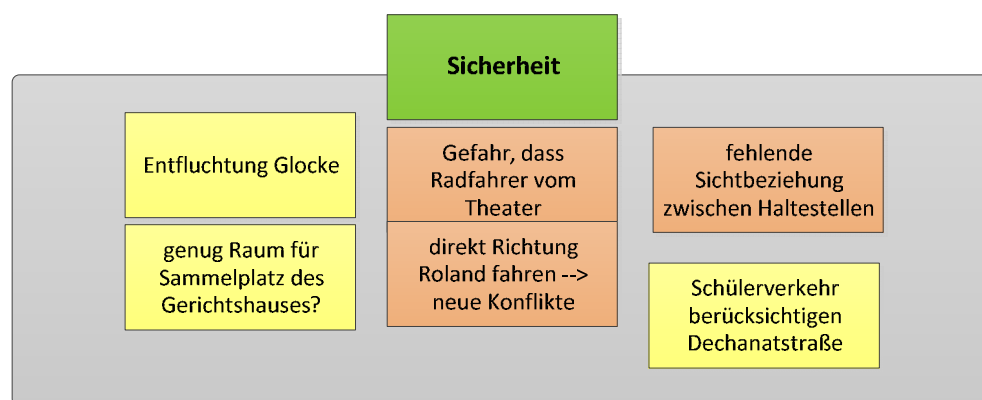 Sicherheit
Entfluchtung Glocke
genug Raum für
Sammelplatz des
Gerichtshauses?
Gefahr, dass
Radfahrer vom
Theater
direkt Richtung
Roland fahren -->
neue Konflikte
fehlende
Sichtbeziehung
zwischen Haltestellen
Schülerverkehr
berücksichtigen
Dechanatstraße